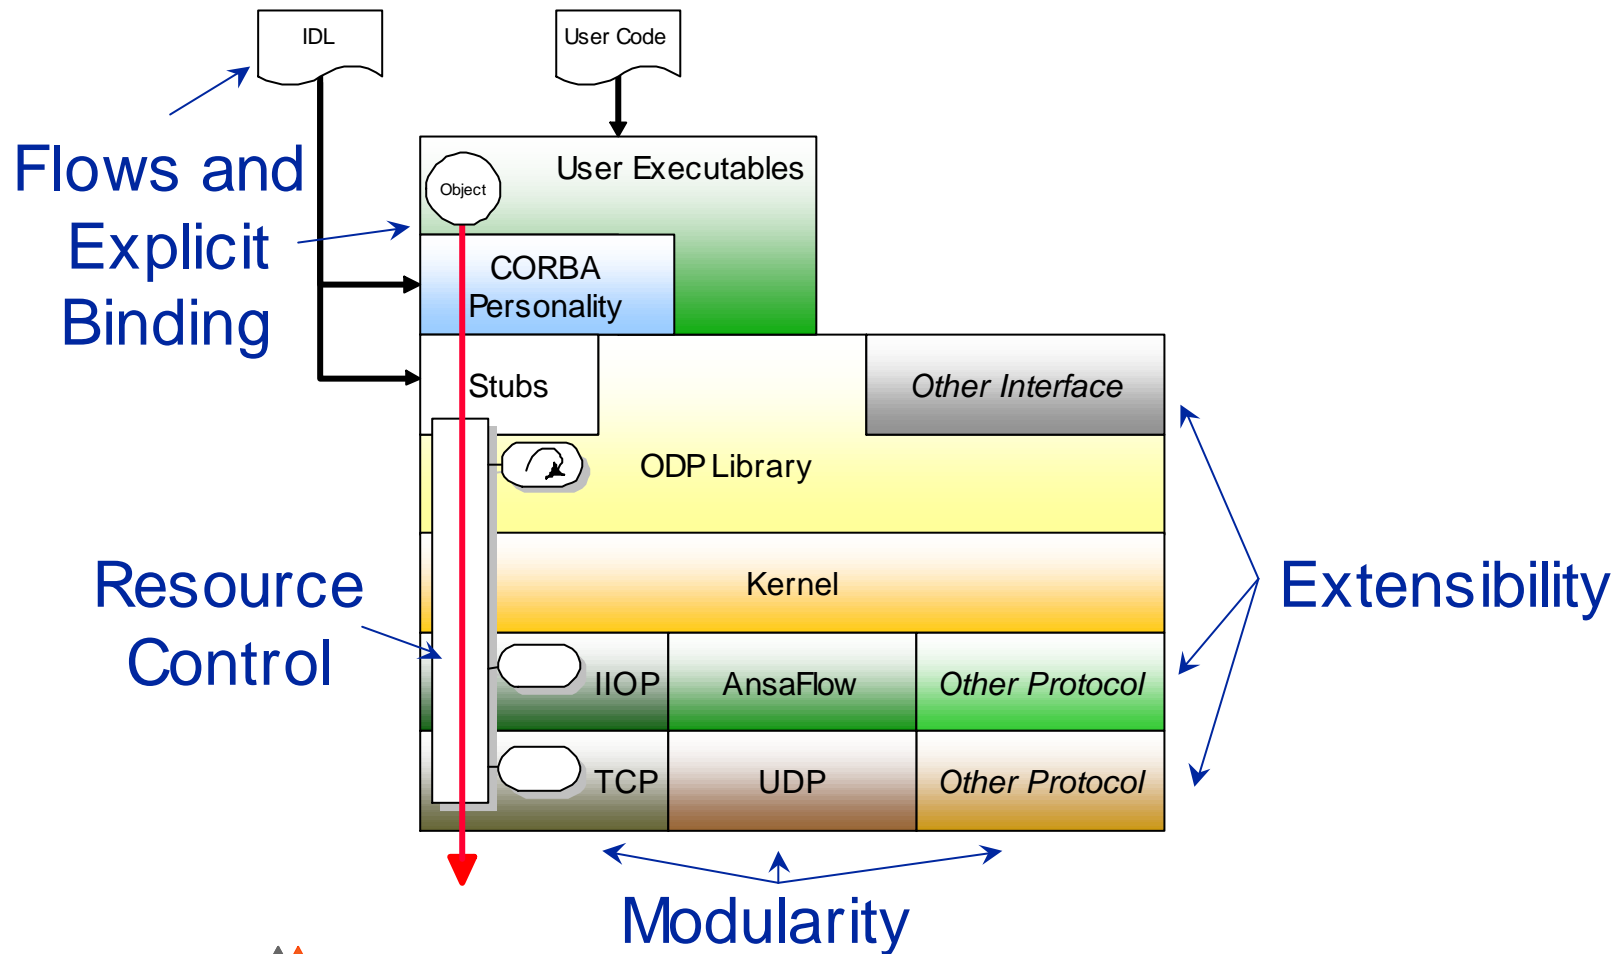 IDL
User Code
Flows and
Explicit
Binding
Object
User Executables
CORBA
Personality
Stubs
Other Interface
ODP Library
Resource
Control
Kernel
Extensibility
IIOP
AnsaFlow
Other Protocol
TCP
UDP
Other Protocol
Modularity